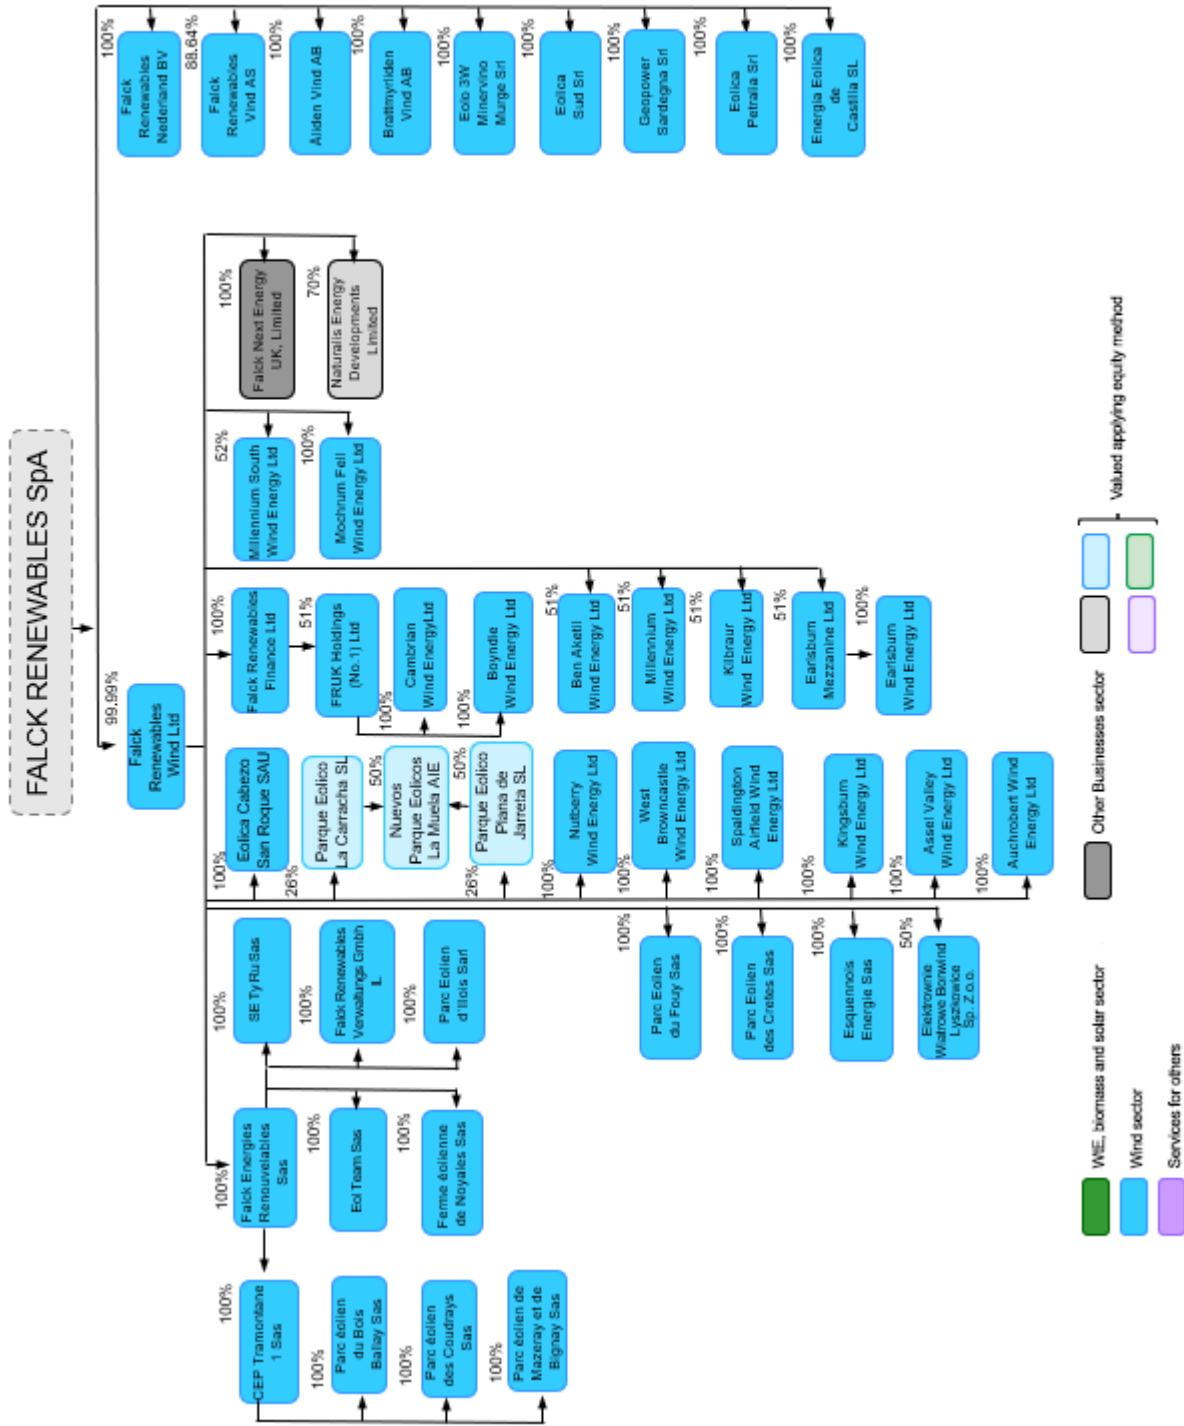 FALCK RENEWABLES SpA
99.99%
Falck
Renewables
Wind Ltd
100%
Falck
Renewables
Nederland BV
88.64%
Falck
Renewables
Vind AS
100%
Aliden Vind AB
100%
Brattmyrliden
Vind AB
100%
Eolo 3W
Minervino
Murge Srl
100%
Eolica
Sud Srl
100%
Geopower
Sardegna Srl
100%
Eolica
Petralia Srl
100%
Energia Eolica
de
Castilla SL
100%
Falck Energies
Renouvelables
Sas
100%
CEP Tramontane
1 Sas
100%
Parc éolien
du Bois
Ballay Sas
100%
Parc éolien
des Coudrays
Sas
100%
Parc éolien de
Mazeray et de
Bignay Sas
100%
Eol Team Sas
100%
Ferme éolienne
de Noyales Sas
100%
SE Ty Ru Sas
100%
Falck Renewables
Verwaltungs Gmbh
IL
100%
Parc Eolien
d'Illois Sarl
100%
Parc Eolien
du Fouy Sas
100%
Parc Eolien
des Cretes Sas
100%
Esquennois
Energie Sas
50%
Elektrownie
Wiatrowe Bonwind
Lyszkowice
Sp. Z.o.o.
100%
Eolica Cabezo
San Roque SAU
26%
Parque Eolico
La Carracha SL
50%
Nuevos
Parque Eolicos
La Muela AIE
50%
26%
Parque Eolico
Plana de
Jarreta SL
100%
Nutberry
Wind Energy Ltd
100%
West
Browncastle
Wind Energy Ltd
100%
Spaldington
Airfield Wind
Energy Ltd
100%
Kingsburn
Wind Energy Ltd
100%
Assel Valley
Wind Energy Ltd
100%
Auchrobert Wind
Energy Ltd
100%
Falck Renewables
Finance Ltd
51%
FRUK Holdings
(No.1) Ltd
100%
Cambrian
Wind EnergyLtd
100%
Boyndie
Wind Energy Ltd
51%
Ben Aketil
Wind Energy Ltd
51%
Millennium
Wind Energy Ltd
51%
Kilbraur
Wind Energy Ltd
51%
Earlsburn
Mezzanine Ltd
100%
Earlsburn
Wind Energy Ltd
52%
Millennium South
Wind Energy Ltd
100%
Mochrum Fell
Wind Energy Ltd
100%
Falck Next Energy
UK, Limited
70%
Naturalis Energy
Developments
Limited
WtE, biomass and solar sector
Wind sector
Services for others
Other Businesses sector
Valued applying equity method